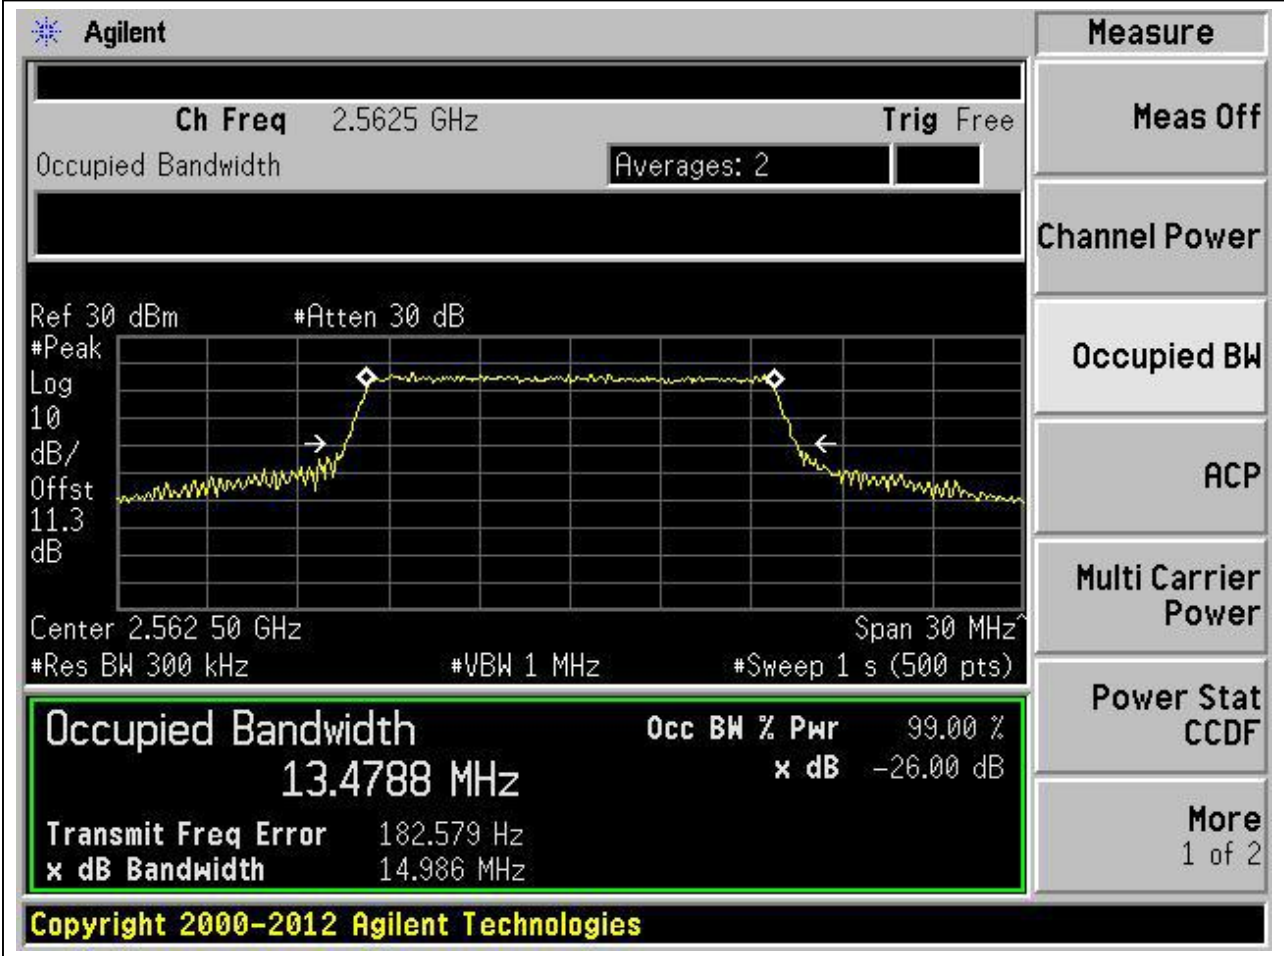 Agilent
Measure
Ch Freq 2.5625 GHz Trig Free
Occupied Bandwidth Averages: 2
Meas Off
Channel Power
Occupied BW
ACP
Multi Carrier
Power
Power Stat
CCDF
More
1 of 2
Ref 30 dBm #Atten 30 dB
#Peak
Log
10
dB/
Offst
11.3
dB
Center 2.562 50 GHz Span 30 MHz^
#Res BW 300 kHz #VBW 1 MHz #Sweep 1 s (500 pts)
Occupied Bandwidth Occ BW % Pwr 99.00 %
13.4788 MHz x dB -26.00 dB
Transmit Freq Error 182.579 Hz
x dB Bandwidth 14.986 MHz
Copyright 2000-2012 Agilent Technologies